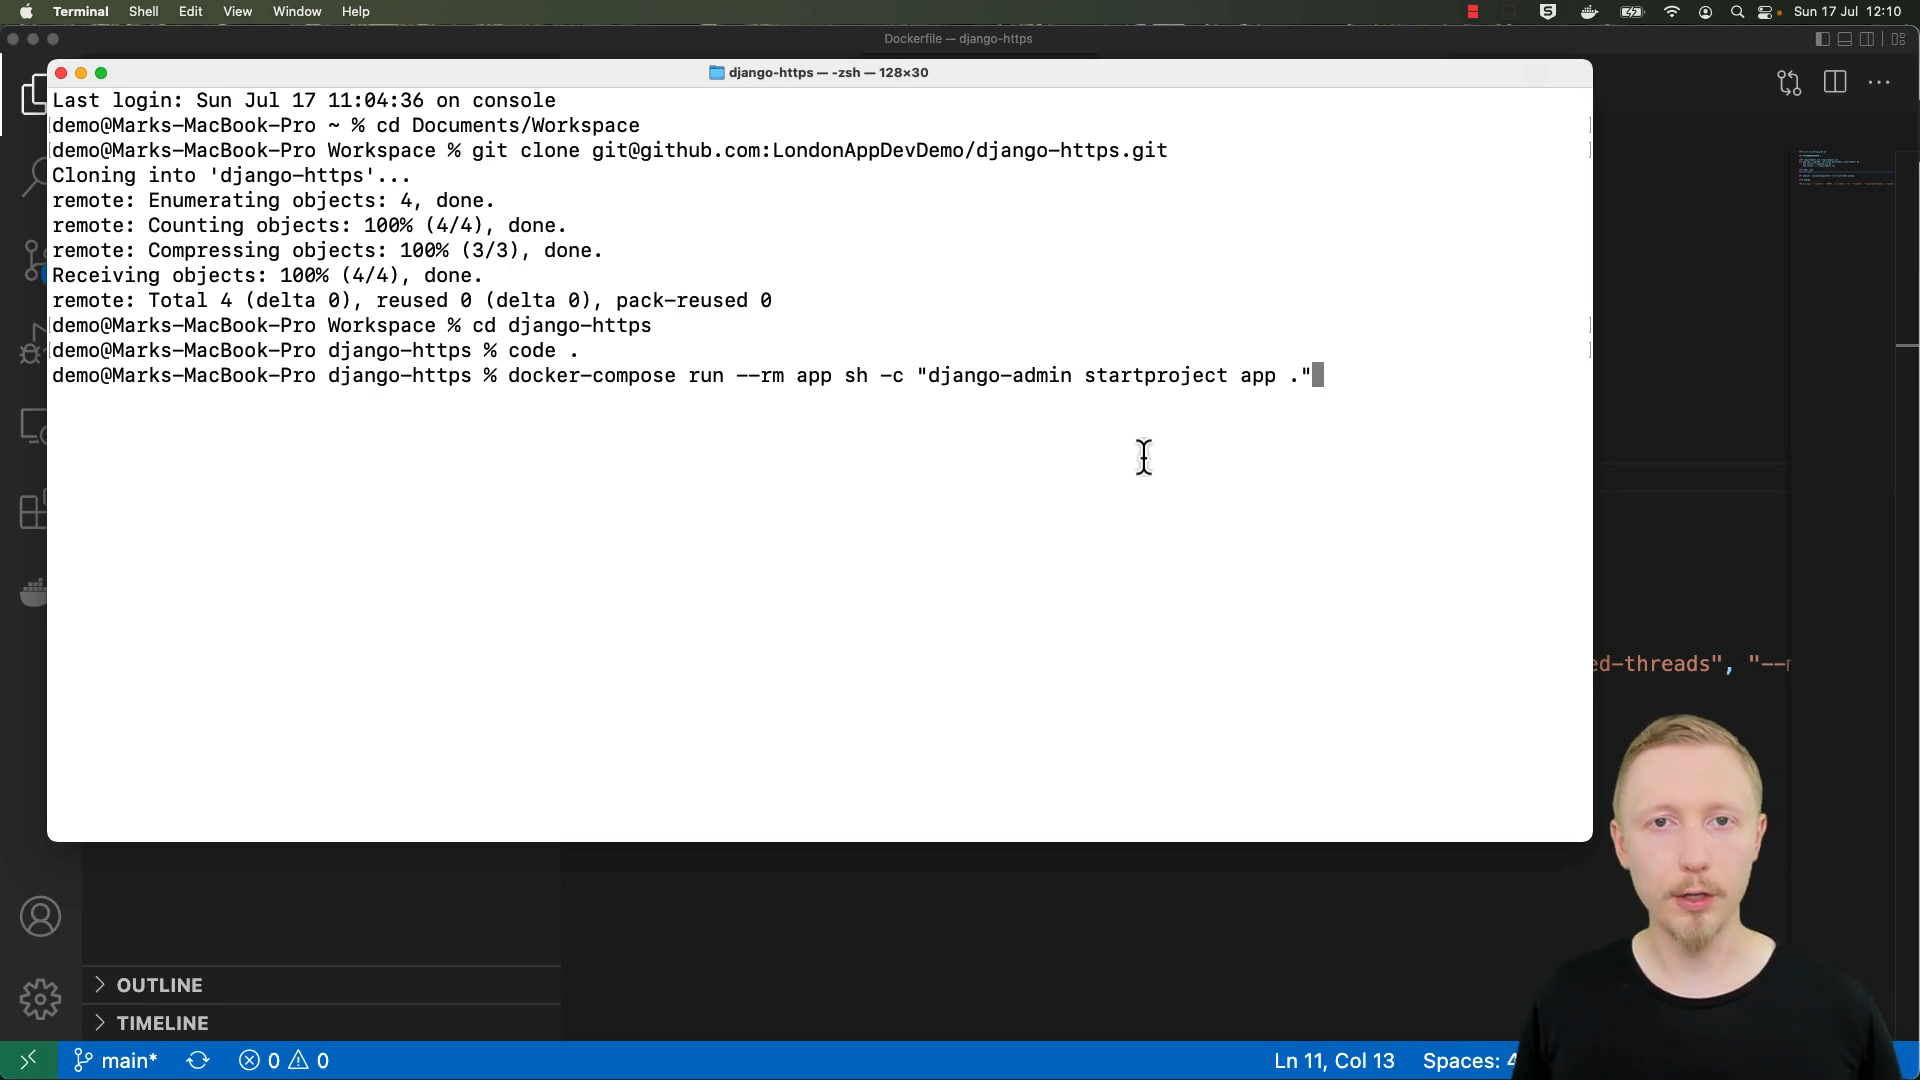 Terminal Shell Edit View Window Help
Sun 17 Jul 12:10
Dockerfile — django-https
django-https — -zsh — 128×30
Last login: Sun Jul 17 11:04:36 on console
demo@Marks-MacBook-Pro ~ % cd Documents/Workspace
demo@Marks-MacBook-Pro Workspace % git clone git@github.com:LondonAppDevDemo/django-https.git
Cloning into 'django-https'...
remote: Enumerating objects: 4, done.
remote: Counting objects: 100% (4/4), done.
remote: Compressing objects: 100% (3/3), done.
Receiving objects: 100% (4/4), done.
remote: Total 4 (delta 0), reused 0 (delta 0), pack-reused 0
demo@Marks-MacBook-Pro Workspace % cd django-https
demo@Marks-MacBook-Pro django-https % code .
demo@Marks-MacBook-Pro django-https % docker-compose run --rm app sh -c "django-admin startproject app ."
ed-threads", "--
OUTLINE
TIMELINE
main* 0 0
Ln 11, Col 13 Spaces: 4